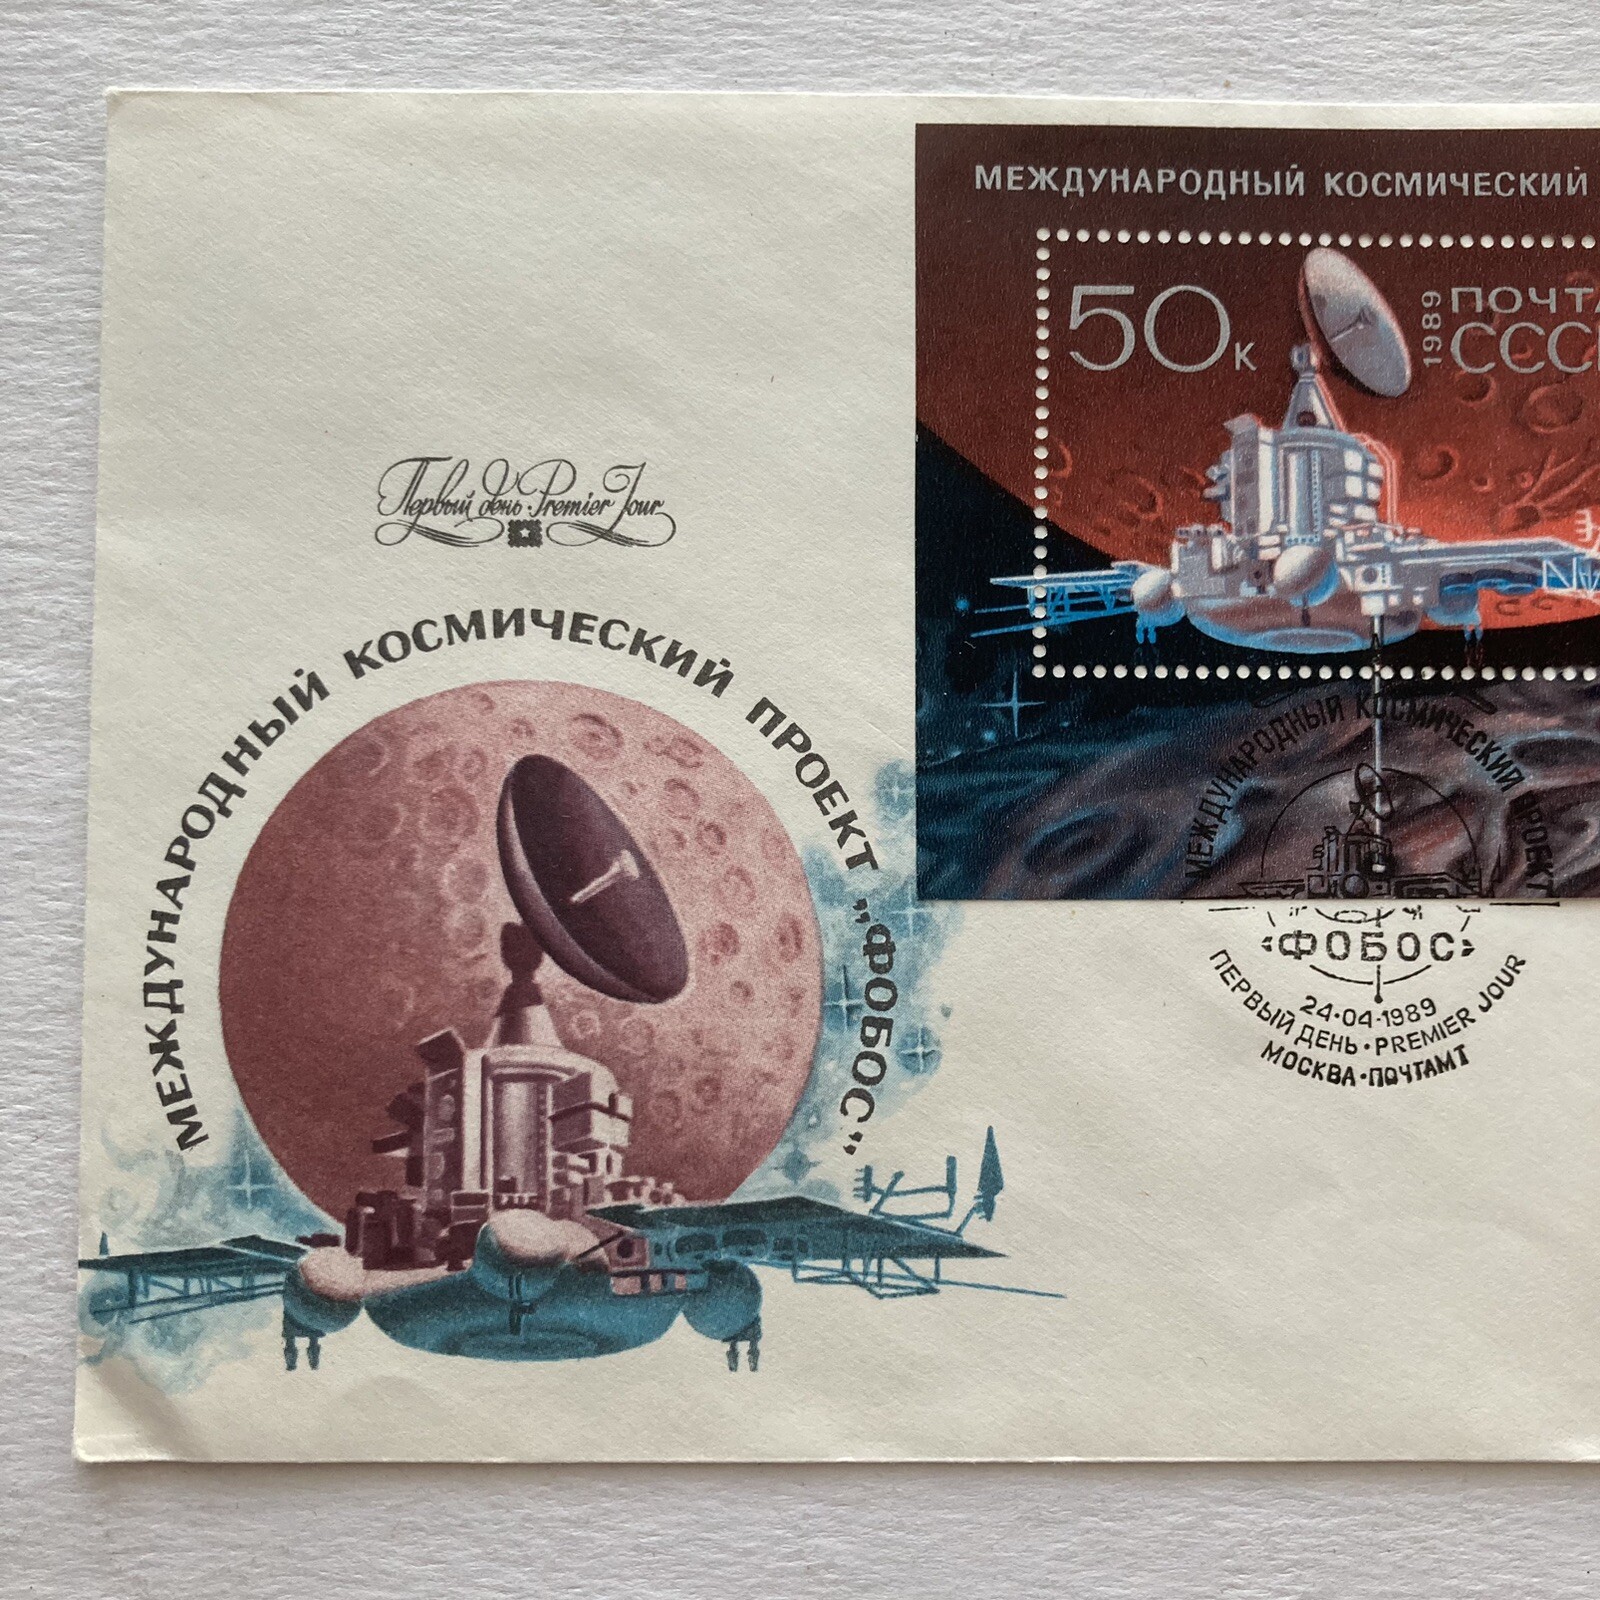 МЕЖДУНАРОДНЫЙ КОСМИЧЕСКИЙ
50к
1989
ПОЧТА
СССР
Первый день · Premier Jour
МЕЖДУНАРОДНЫЙ КОСМИЧЕСКИЙ ПРОЕКТ „ФОБОС“
МЕЖДУНАРОДНЫЙ КОСМИЧЕСКИЙ ПРОЕКТ
«ФОБОС»
24·04·1989
ПЕРВЫЙ ДЕНЬ · PREMIER JOUR
МОСКВА · ПОЧТАМТ